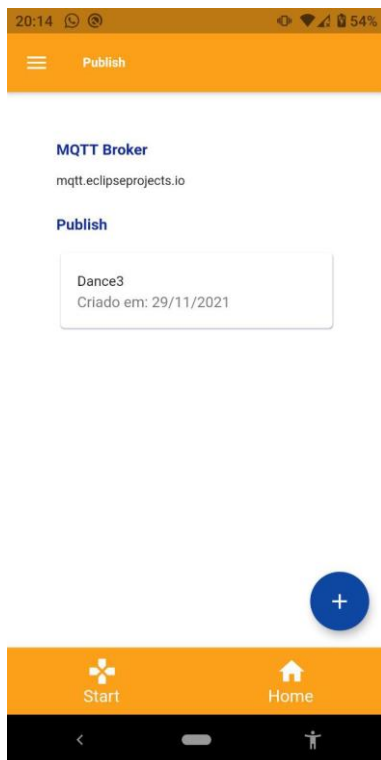 20:14 54%
Publish
MQTT Broker
mqtt.eclipseprojects.io
Publish
Dance3
Criado em: 29/11/2021
+
Start Home